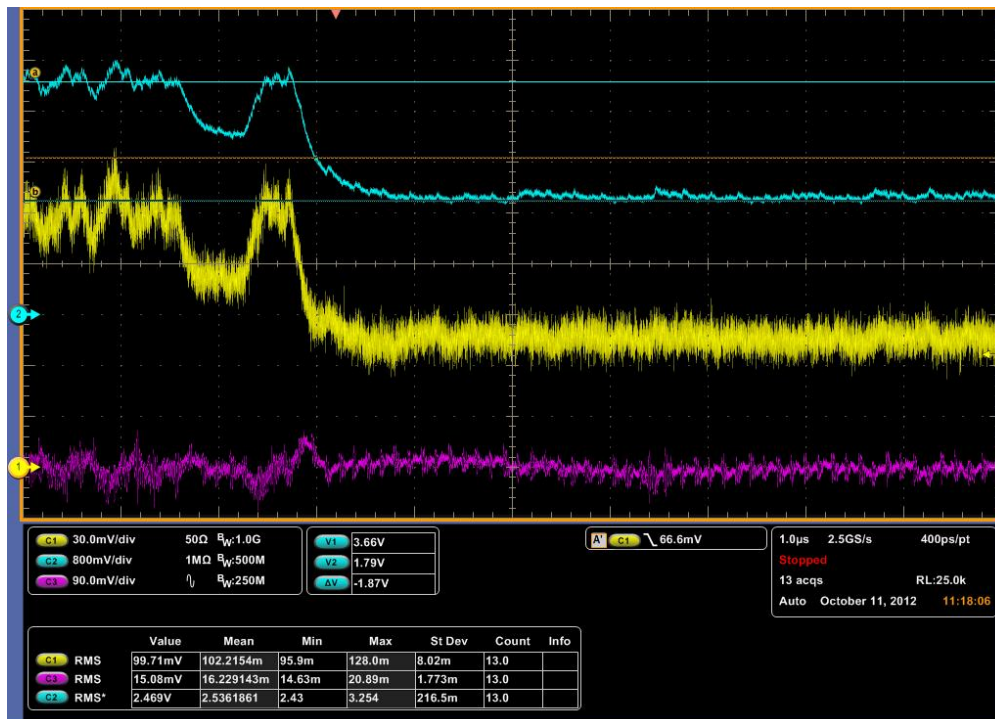 a
b
2
1
C1 30.0mV/div 50Ω BW:1.0G
C2 800mV/div 1MΩ BW:500M
C3 90.0mV/div BW:250M
V1 3.66V
V2 1.79V
ΔV -1.87V
A' C1 66.6mV
1.0µs 2.5GS/s 400ps/pt
Stopped
13 acqs RL:25.0k
Auto October 11, 2012 11:18:06
Value Mean Min Max St Dev Count Info
C1 RMS 99.71mV 102.2154m 95.9m 128.0m 8.02m 13.0
C3 RMS 15.08mV 16.229143m 14.63m 20.89m 1.773m 13.0
C2 RMS* 2.469V 2.5361861 2.43 3.254 216.5m 13.0